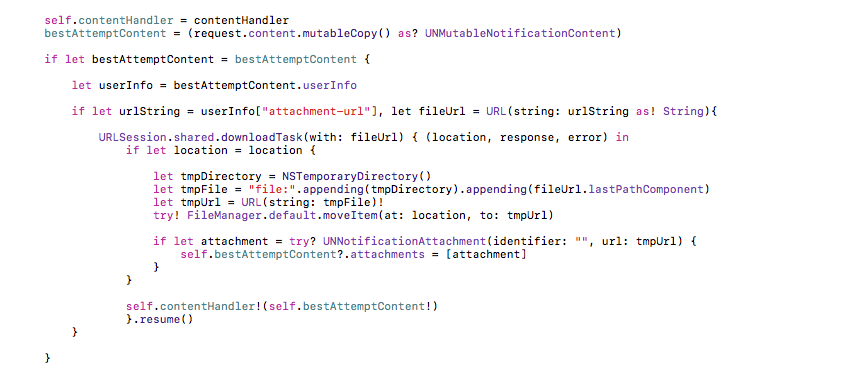 self.contentHandler = contentHandler
bestAttemptContent = (request.content.mutableCopy() as? UNMutableNotificationContent)
if let bestAttemptContent = bestAttemptContent {
let userInfo = bestAttemptContent.userInfo
if let urlString = userInfo["attachment-url"], let fileUrl = URL(string: urlString as! String){
URLSession.shared.downloadTask(with: fileUrl) { (location, response, error) in
if let location = location {
let tmpDirectory = NSTemporaryDirectory()
let tmpFile = "file:".appending(tmpDirectory).appending(fileUrl.lastPathComponent)
let tmpUrl = URL(string: tmpFile)!
try! FileManager.default.moveItem(at: location, to: tmpUrl)
if let attachment = try? UNNotificationAttachment(identifier: "", url: tmpUrl) {
self.bestAttemptContent?.attachments = [attachment]
}
}
self.contentHandler!(self.bestAttemptContent!)
}.resume()
}
}